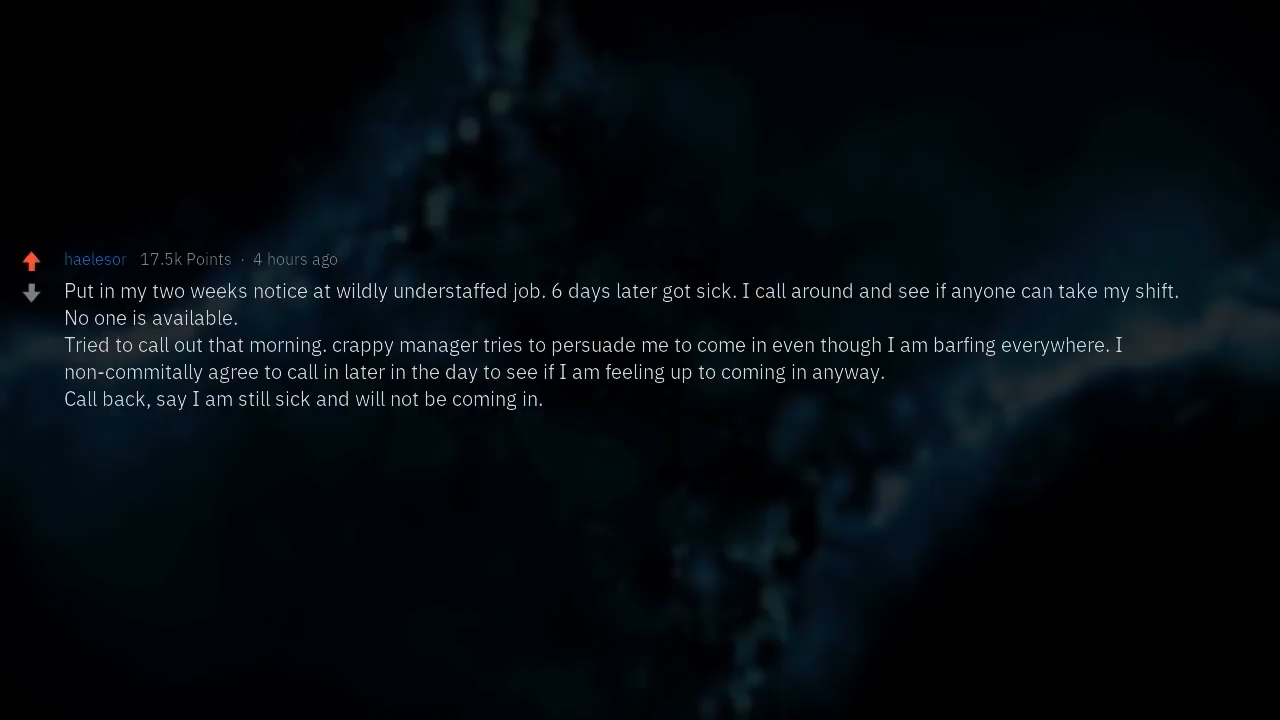 haelesor 17.5k Points · 4 hours ago
Put in my two weeks notice at wildly understaffed job. 6 days later got sick. I call around and see if anyone can take my shift.
No one is available.
Tried to call out that morning. crappy manager tries to persuade me to come in even though I am barfing everywhere. I
non-commitally agree to call in later in the day to see if I am feeling up to coming in anyway.
Call back, say I am still sick and will not be coming in.